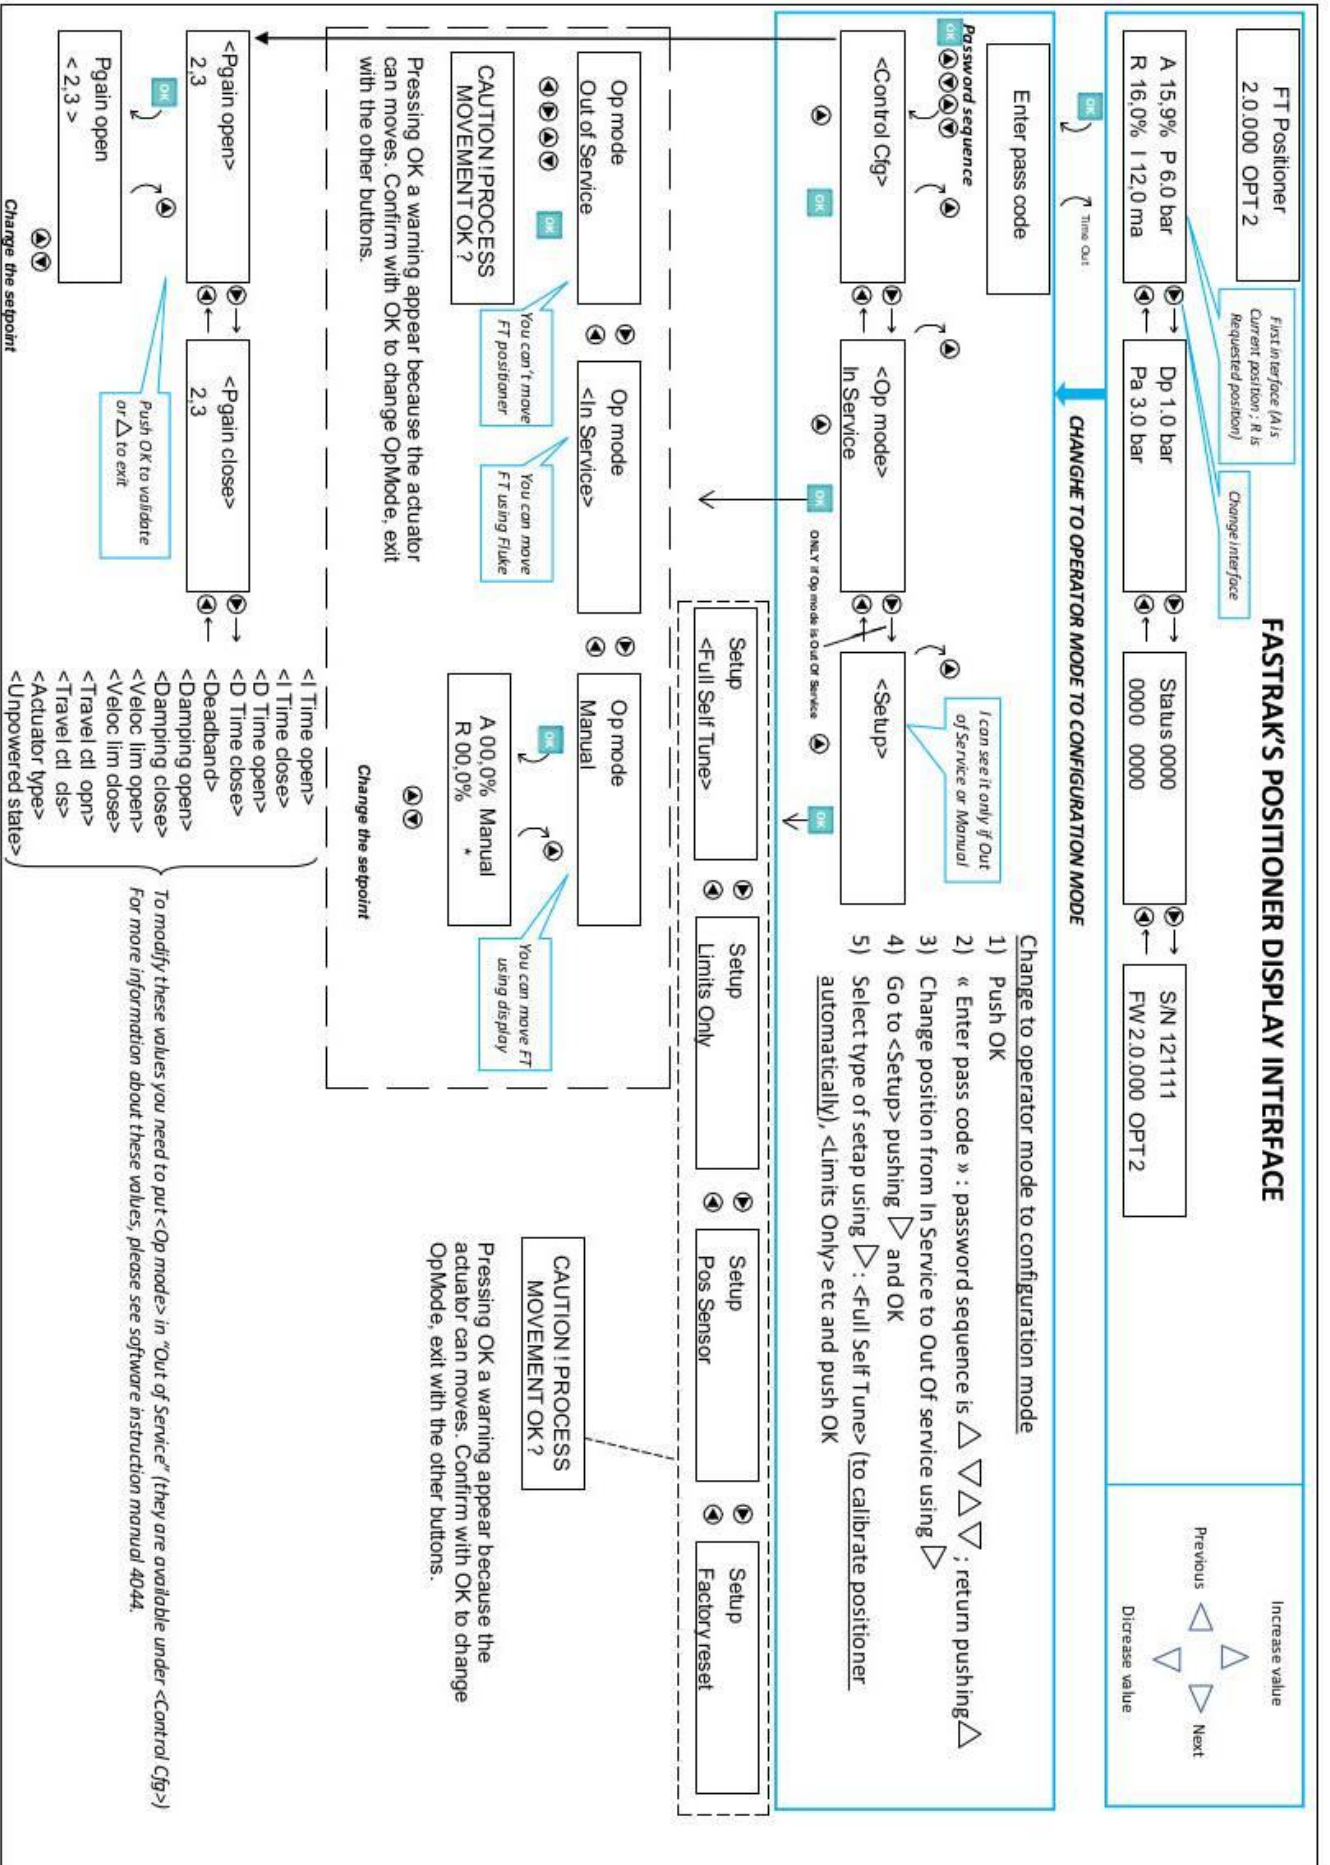 FASTRAK'S POSITIONER DISPLAY INTERFACE
FT Positioner
2.0.000 OPT 2
First interface (A is
Current position ; R is
Requested position)
Change interface
A 15,9% P 6.0 bar
R 16,0% I 12,0 ma
Dp 1.0 bar
Pa 3.0 bar
Status 0000
0000 0000
S/N 121111
FW 2.0.000 OPT 2
Increase value
Previous
Next
Dicrease value
OK
Time Out
CHANGHE TO OPERATOR MODE TO CONFIGURATION MODE
Enter pass code
Password sequence
OK
I can see it only if Out
of Service or Manual
<Control Cfg>
<Op mode>
In Service
<Setup>
OK
OK
ONLY if Op mode is Out Of Service
OK
Change to operator mode to configuration mode
1) Push OK
2) « Enter pass code » : password sequence is △ ▽ △ ▽ ; return pushing △
3) Change position from In Service to Out Of service using ▷
4) Go to <Setup> pushing ▷ and OK
5) Select type of setap using ▷ : <Full Self Tune> (to calibrate positioner
automatically), <Limits Only> etc and push OK
Setup
<Full Self Tune>
Setup
Limits Only
Setup
Pos Sensor
Setup
Factory reset
Op mode
Out of Service
Op mode
<In Service>
Op mode
Manual
OK
You can't move
FT positioner
You can move
FT using Fluke
OK
You can move FT
using display
CAUTION ! PROCESS
MOVEMENT OK ?
A 00,0% Manual
R 00,0% *
Pressing OK a warning appear because the actuator
can moves. Confirm with OK to change OpMode, exit
with the other buttons.
Change the setpoint
CAUTION ! PROCESS
MOVEMENT OK ?
Pressing OK a warning appear because the
actuator can moves. Confirm with OK to change
OpMode, exit with the other buttons.
<Pgain open>
2,3
<Pgain close>
2,3
OK
Push OK to validate
or △ to exit
Pgain open
< 2,3 >
Change the setpoint
<I Time open>
<I Time close>
<D Time open>
<D Time close>
<Deadband>
<Damping open>
<Damping close>
<Veloc lim open>
<Veloc lim close>
<Travel ctl opn>
<Travel ctl cls>
<Actuator type>
<Unpowered state>
To modify these values you need to put <Op mode> in "Out of Service" (they are available under <Control Cfg>)
For more information about these values, please see software instruction manual 4044.